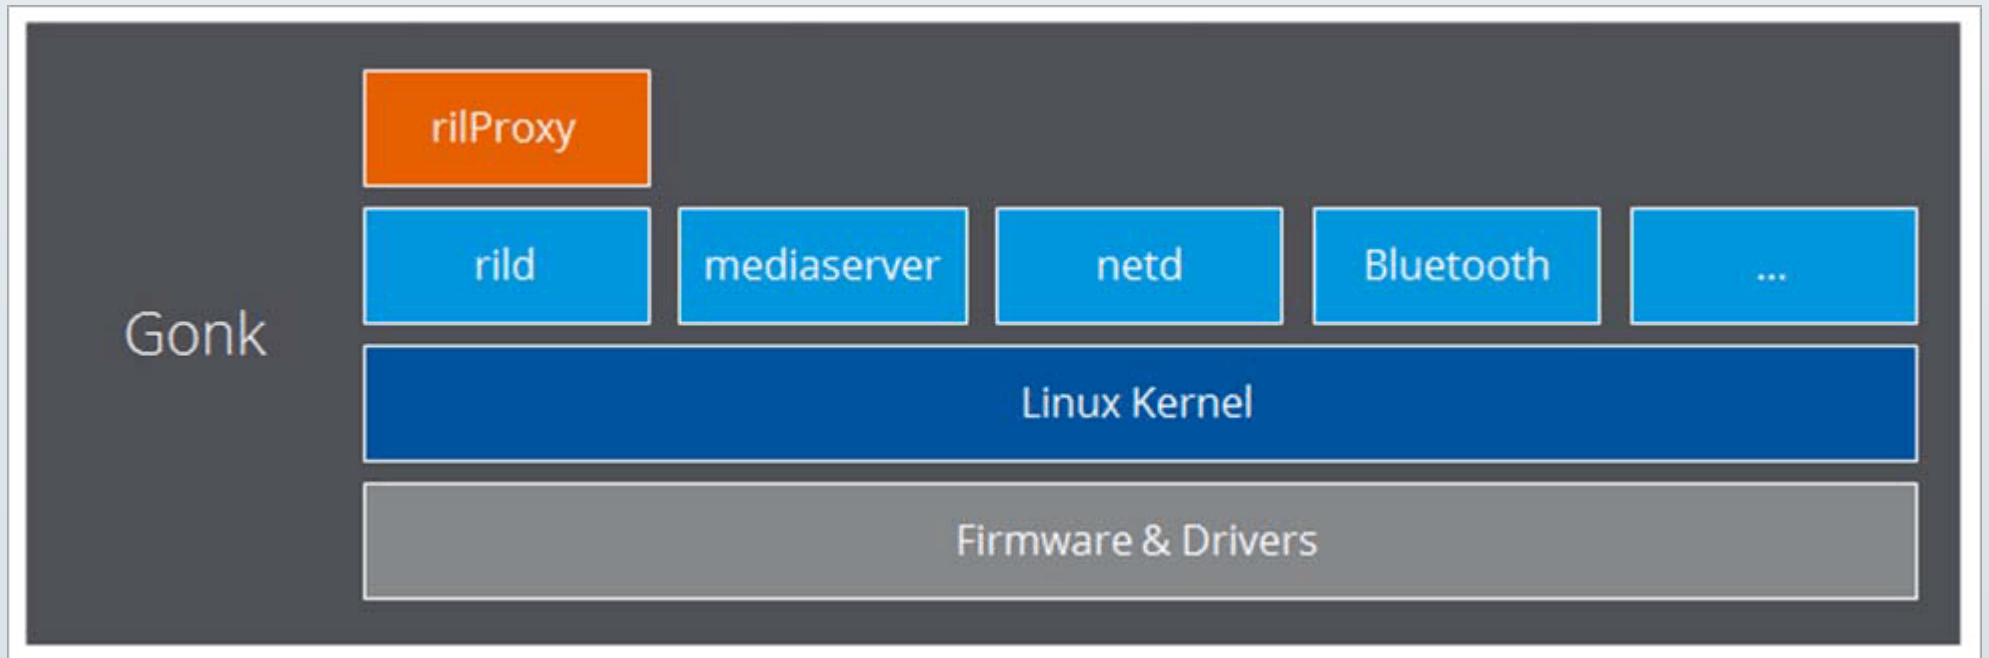 Gonk
rilProxy
rild
mediaserver
netd
Bluetooth
...
Linux Kernel
Firmware & Drivers